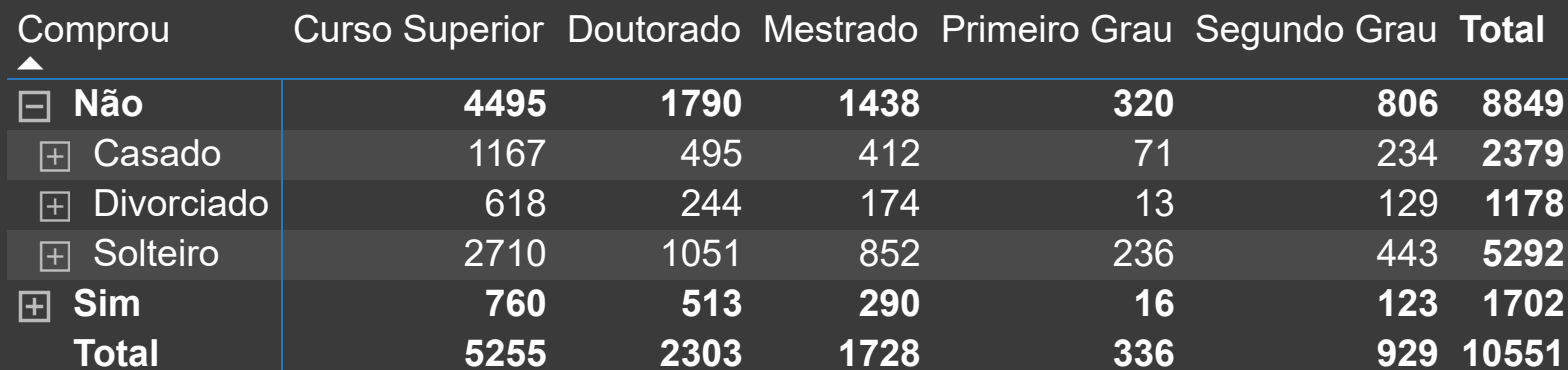 Comprou Curso Superior Doutorado Mestrado Primeiro Grau Segundo Grau Total
Não 4495 1790 1438 320 806 8849
Casado 1167 495 412 71 234 2379
Divorciado 618 244 174 13 129 1178
Solteiro 2710 1051 852 236 443 5292
Sim 760 513 290 16 123 1702
Total 5255 2303 1728 336 929 10551